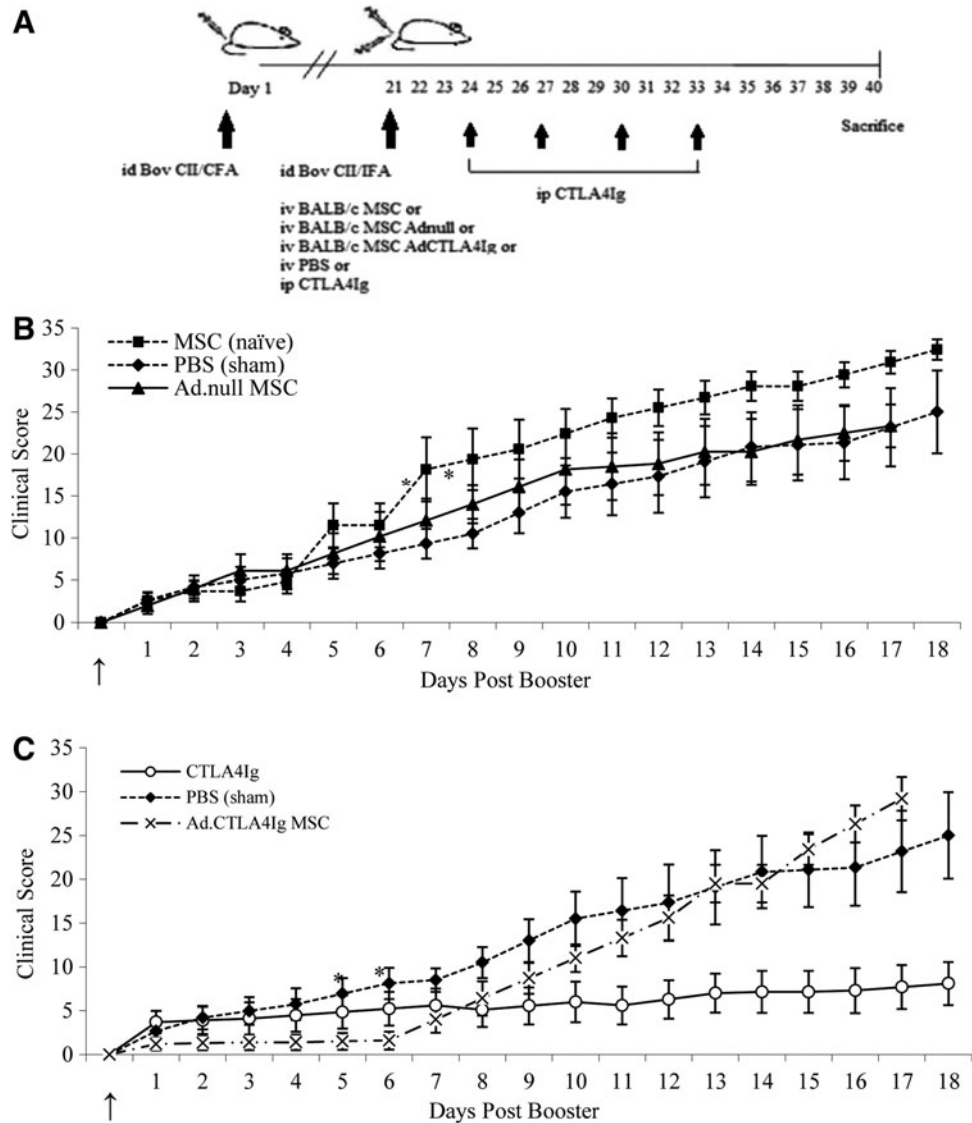 A
Day 1
21 22 23 24 25 26 27 28 29 30 31 32 33 34 35 36 37 38 39 40
Sacrifice
id Bov CII/CFA
id Bov CII/IFA
ip CTLA4Ig
iv BALB/c MSC or
iv BALB/c MSC Adnull or
iv BALB/c MSC AdCTLA4Ig or
iv PBS or
ip CTLA4Ig
B
35
30
25
20
15
10
5
0
Clinical Score
MSC (naïve)
PBS (sham)
Ad.null MSC
* *
1 2 3 4 5 6 7 8 9 10 11 12 13 14 15 16 17 18
↑
Days Post Booster
C
35
30
25
20
15
10
5
0
Clinical Score
CTLA4Ig
PBS (sham)
Ad.CTLA4Ig MSC
* *
1 2 3 4 5 6 7 8 9 10 11 12 13 14 15 16 17 18
↑
Days Post Booster